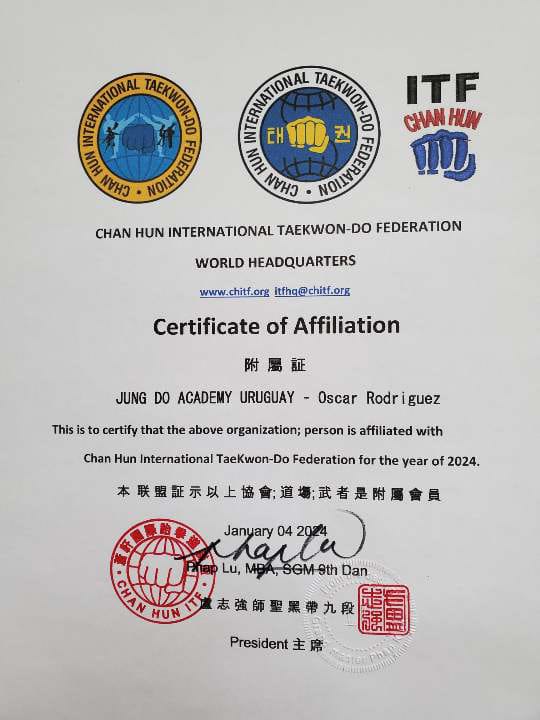 CHAN HUN INTERNATIONAL TAEKWON-DO FEDERATION
CHAN HUN INTERNATIONAL TAEKWON-DO FEDERATION
태 권
ITF
CHAN HUN
CHAN HUN INTERNATIONAL TAEKWON-DO FEDERATION
WORLD HEADQUARTERS
www.chitf.org itfhq@chitf.org
Certificate of Affiliation
附屬証
JUNG DO ACADEMY URUGUAY - Oscar Rodriguez
This is to certify that the above organization; person is affiliated with
Chan Hun International TaeKwon-Do Federation for the year of 2024.
本联盟証示以上協會;道場;武者是附屬會員
January 04 2024
Phap Lu
Phap Lu, MBA, SGM 9th Dan
盧志強師聖黑帶九段
President 主席
CHAN HUN ITF